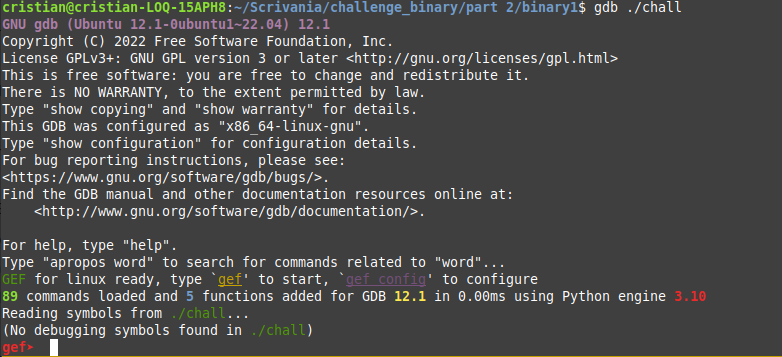 cristian@cristian-LOQ-15APH8:~/Scrivania/challenge_binary/part 2/binary1$ gdb ./chall
GNU gdb (Ubuntu 12.1-0ubuntu1~22.04) 12.1
Copyright (C) 2022 Free Software Foundation, Inc.
License GPLv3+: GNU GPL version 3 or later <http://gnu.org/licenses/gpl.html>
This is free software: you are free to change and redistribute it.
There is NO WARRANTY, to the extent permitted by law.
Type "show copying" and "show warranty" for details.
This GDB was configured as "x86_64-linux-gnu".
Type "show configuration" for configuration details.
For bug reporting instructions, please see:
<https://www.gnu.org/software/gdb/bugs/>.
Find the GDB manual and other documentation resources online at:
    <http://www.gnu.org/software/gdb/documentation/>.

For help, type "help".
Type "apropos word" to search for commands related to "word"...
GEF for linux ready, type `gef' to start, `gef config' to configure
89 commands loaded and 5 functions added for GDB 12.1 in 0.00ms using Python engine 3.10
Reading symbols from ./chall...
(No debugging symbols found in ./chall)
gef➤